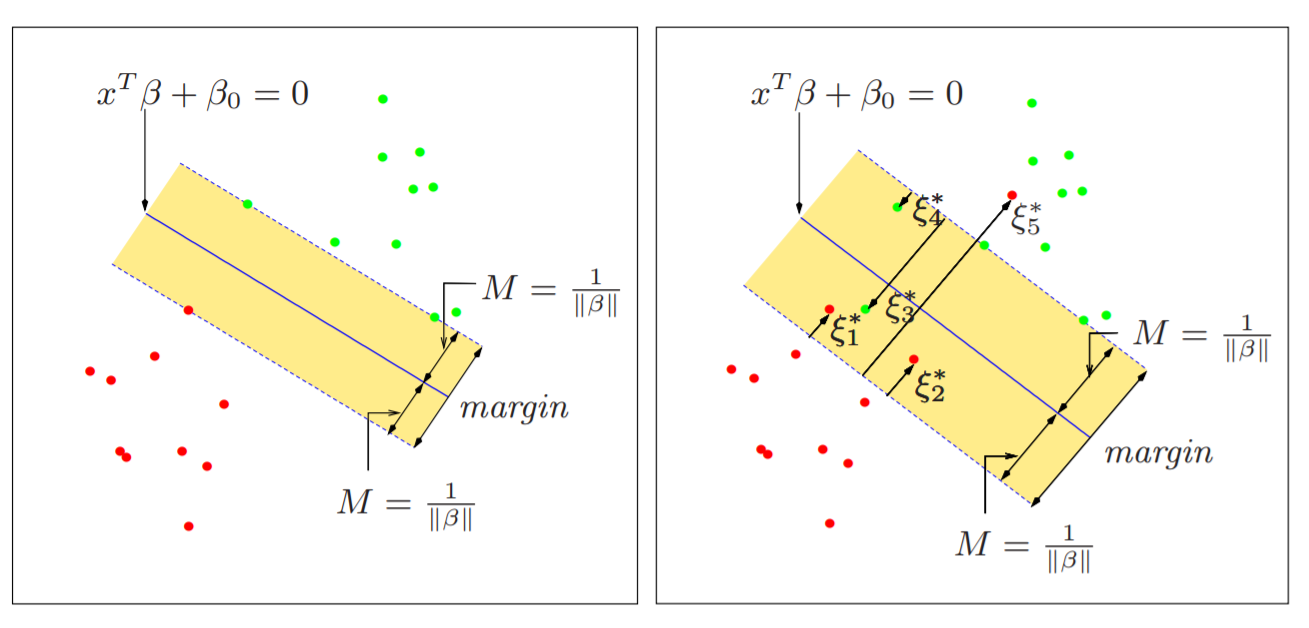 x^T β + β_0 = 0
M = 1/‖β‖
margin
M = 1/‖β‖
x^T β + β_0 = 0
ξ_4^*
ξ_5^*
ξ_3^*
ξ_1^*
M = 1/‖β‖
ξ_2^*
margin
M = 1/‖β‖